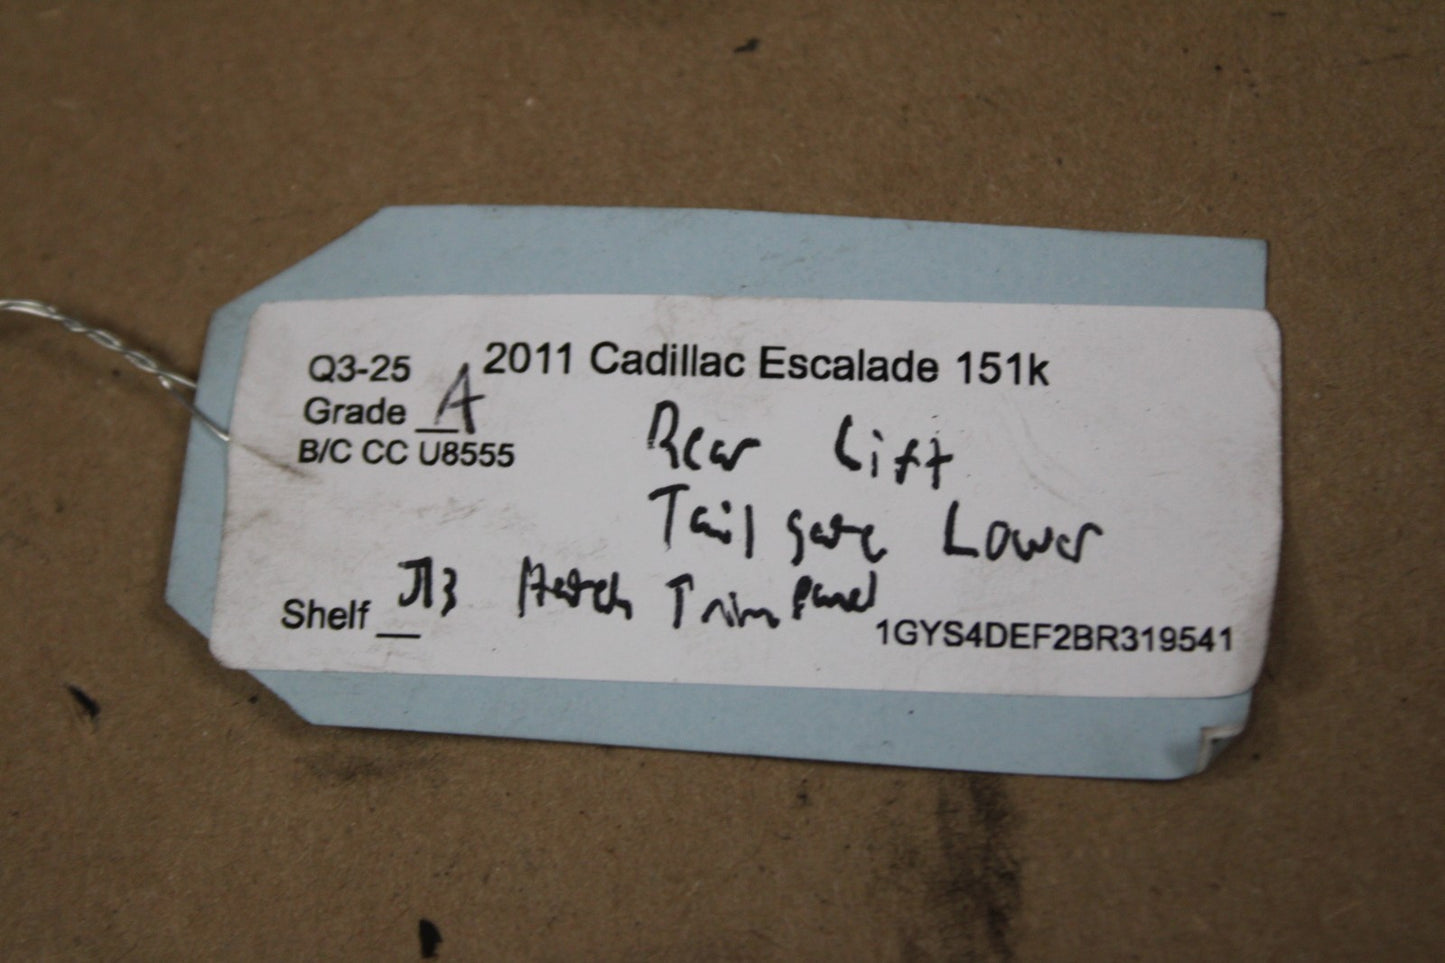 Q3-25 2011 Cadillac Escalade 151k
Grade A
B/C CC U8555
Rear Lift
Tailgate Lower
Shelf J13 Hatch Trim Panel
1GYS4DEF2BR319541